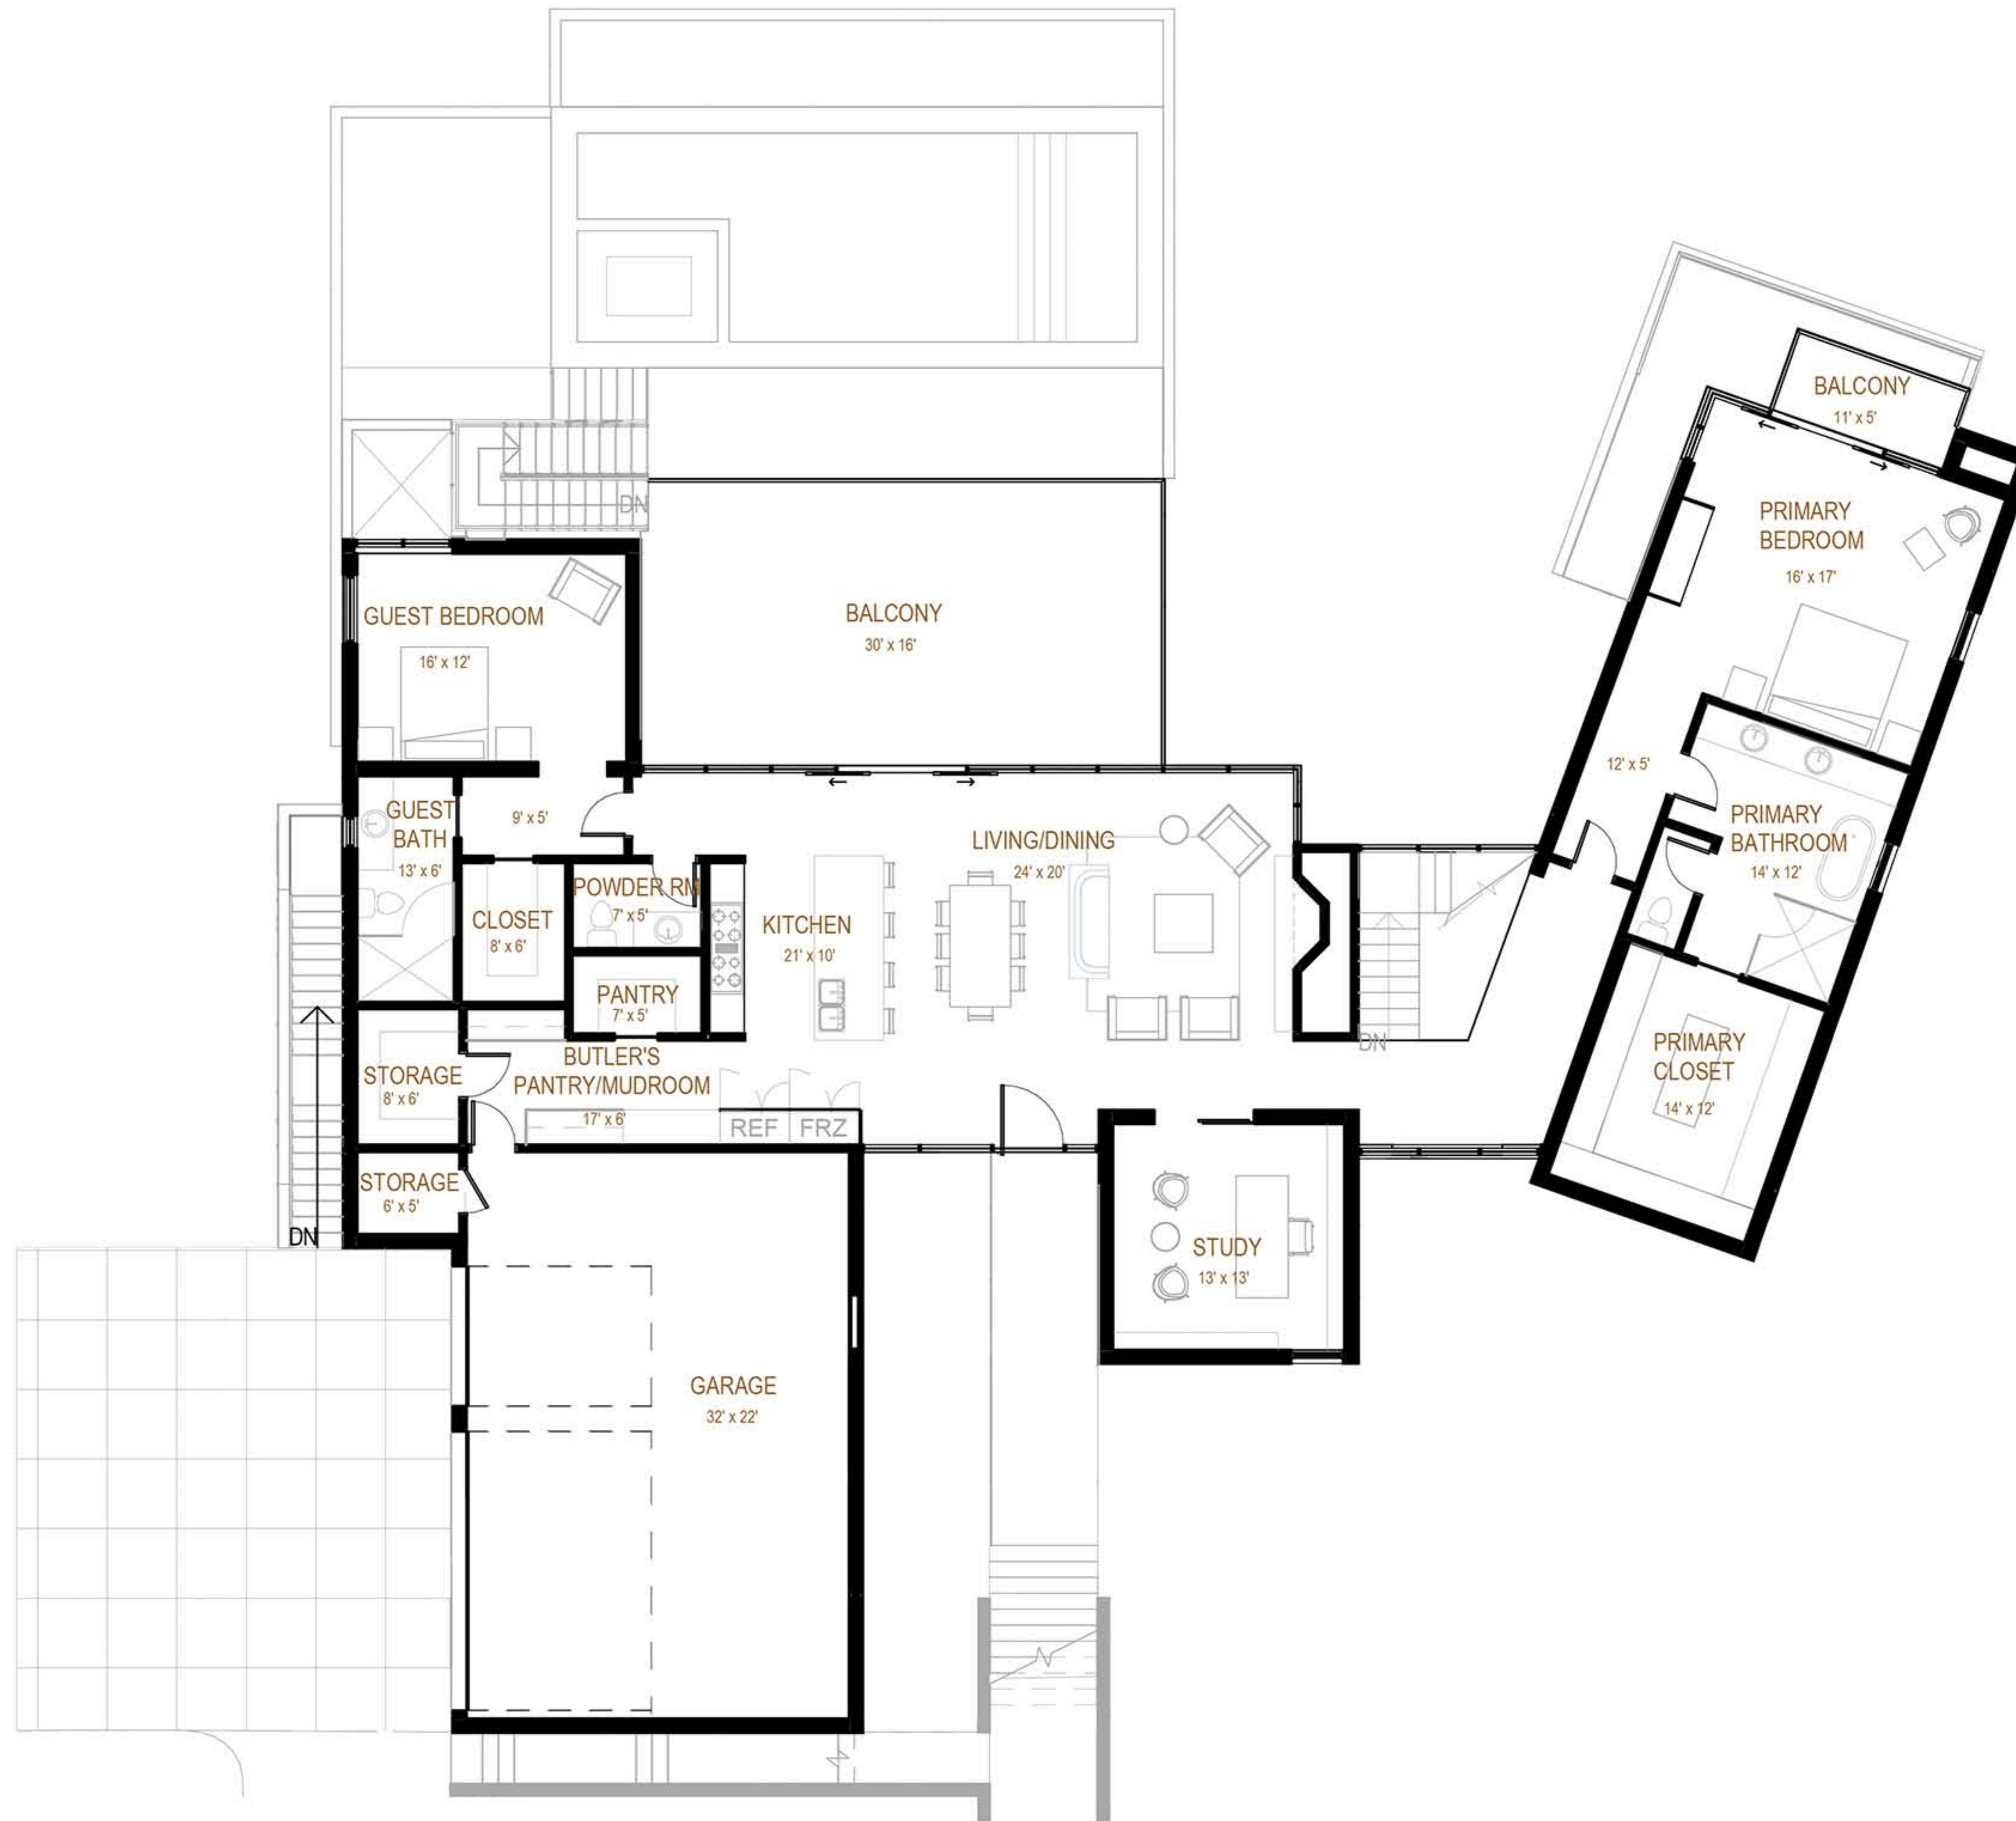 BALCONY
11' x 5'
DN
PRIMARY
BEDROOM
16' x 17'
GUEST BEDROOM
16' x 12'
BALCONY
30' x 16'
12' x 5'
GUEST
BATH
13' x 6'
9' x 5'
LIVING/DINING
24' x 20'
PRIMARY
BATHROOM
14' x 12'
POWDER RM
7' x 5'
CLOSET
8' x 6'
KITCHEN
21' x 10'
PANTRY
7' x 5'
DN
PRIMARY
CLOSET
14' x 12'
STORAGE
8' x 6'
BUTLER'S
PANTRY/MUDROOM
17' x 6'
REF
FRZ
STORAGE
6' x 5'
DN
STUDY
13' x 13'
GARAGE
32' x 22'